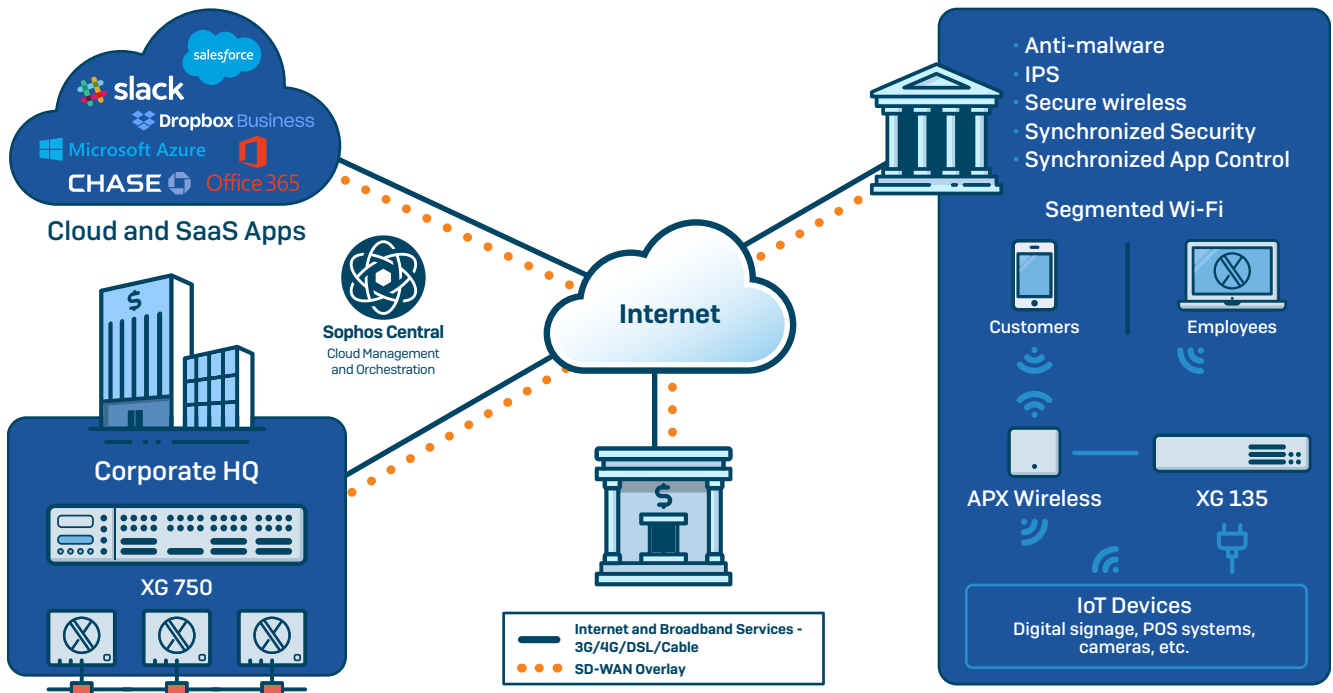 salesforce
slack
Dropbox Business
Microsoft Azure
CHASE
Office 365
Cloud and SaaS Apps
$
Sophos Central
Cloud Management
and Orchestration
Corporate HQ
XG 750
Internet
$
Internet and Broadband Services -
3G/4G/DSL/Cable
SD-WAN Overlay
· Anti-malware
· IPS
· Secure wireless
· Synchronized Security
· Synchronized App Control
Segmented Wi-Fi
Customers
Employees
APX Wireless
XG 135
IoT Devices
Digital signage, POS systems,
cameras, etc.